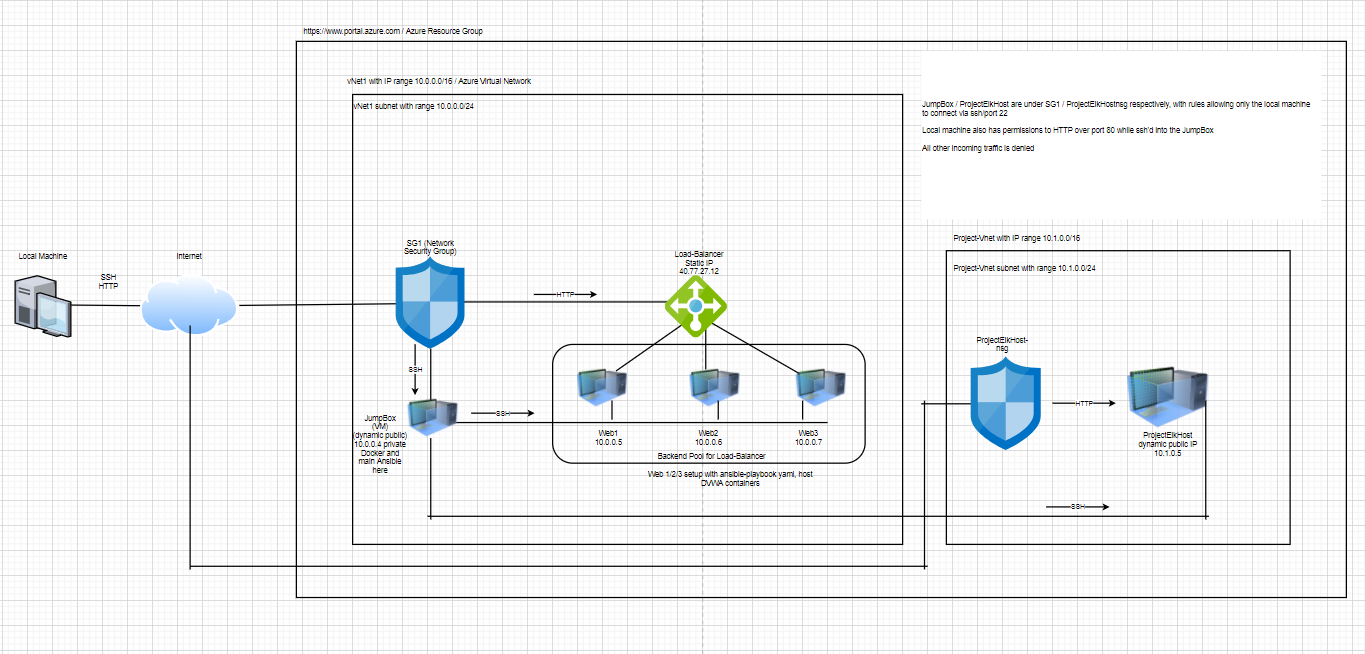 https://www.portal.azure.com / Azure Resource Group
vNet1 with IP range 10.0.0.0/16 / Azure Virtual Network
vNet1 subnet with range 10.0.0.0/24
JumpBox / ProjectElkHost are under SG1 / ProjectElkHostnsg respectively, with rules allowing only the local machine
to connect via ssh/port 22
Local machine also has permissions to HTTP over port 80 while ssh'd into the JumpBox
All other incoming traffic is denied
Local Machine
SSH
HTTP
Internet
SG1 (Network
Security Group)
HTTP
Load-Balancer
Static IP
40.77.27.12
SSH
JumpBox
(VM)
(dynamic public)
10.0.0.4 private
Docker and
main Ansible
here
SSH
Web1
10.0.0.5
Web2
10.0.0.6
Web3
10.0.0.7
Backend Pool for Load-Balancer
Web 1/2/3 setup with ansible-playbook yaml, host
DVWA containers
Project-Vnet with IP range 10.1.0.0/16
Project-Vnet subnet with range 10.1.0.0/24
ProjectElkHost-
nsg
HTTP
ProjectElkHost
dynamic public IP
10.1.0.5
SSH